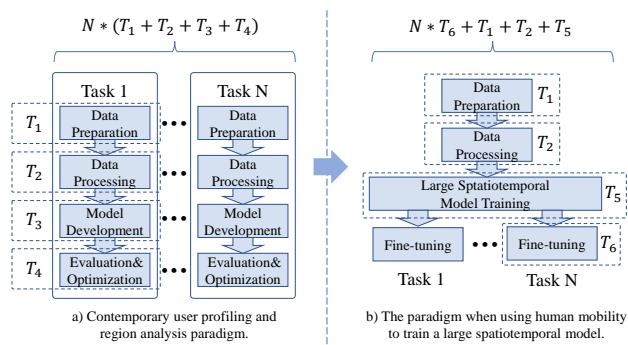 N * (T₁ + T₂ + T₃ + T₄)
Task 1
Task N
T₁
Data
Preparation
•••
Data
Preparation
T₂
Data
Processing
•••
Data
Processing
T₃
Model
Development
•••
Model
Development
T₄
Evaluation&
Optimization
•••
Evaluation&
Optimization
a) Contemporary user profiling and
region analysis paradigm.
N * T₆ + T₁ + T₂ + T₅
Data
Preparation
T₁
Data
Processing
T₂
Large Sptatiotemporal
Model Training
T₅
Fine-tuning
•••
Fine-tuning
T₆
Task 1
Task N
b) The paradigm when using human mobility
to train a large spatiotemporal model.